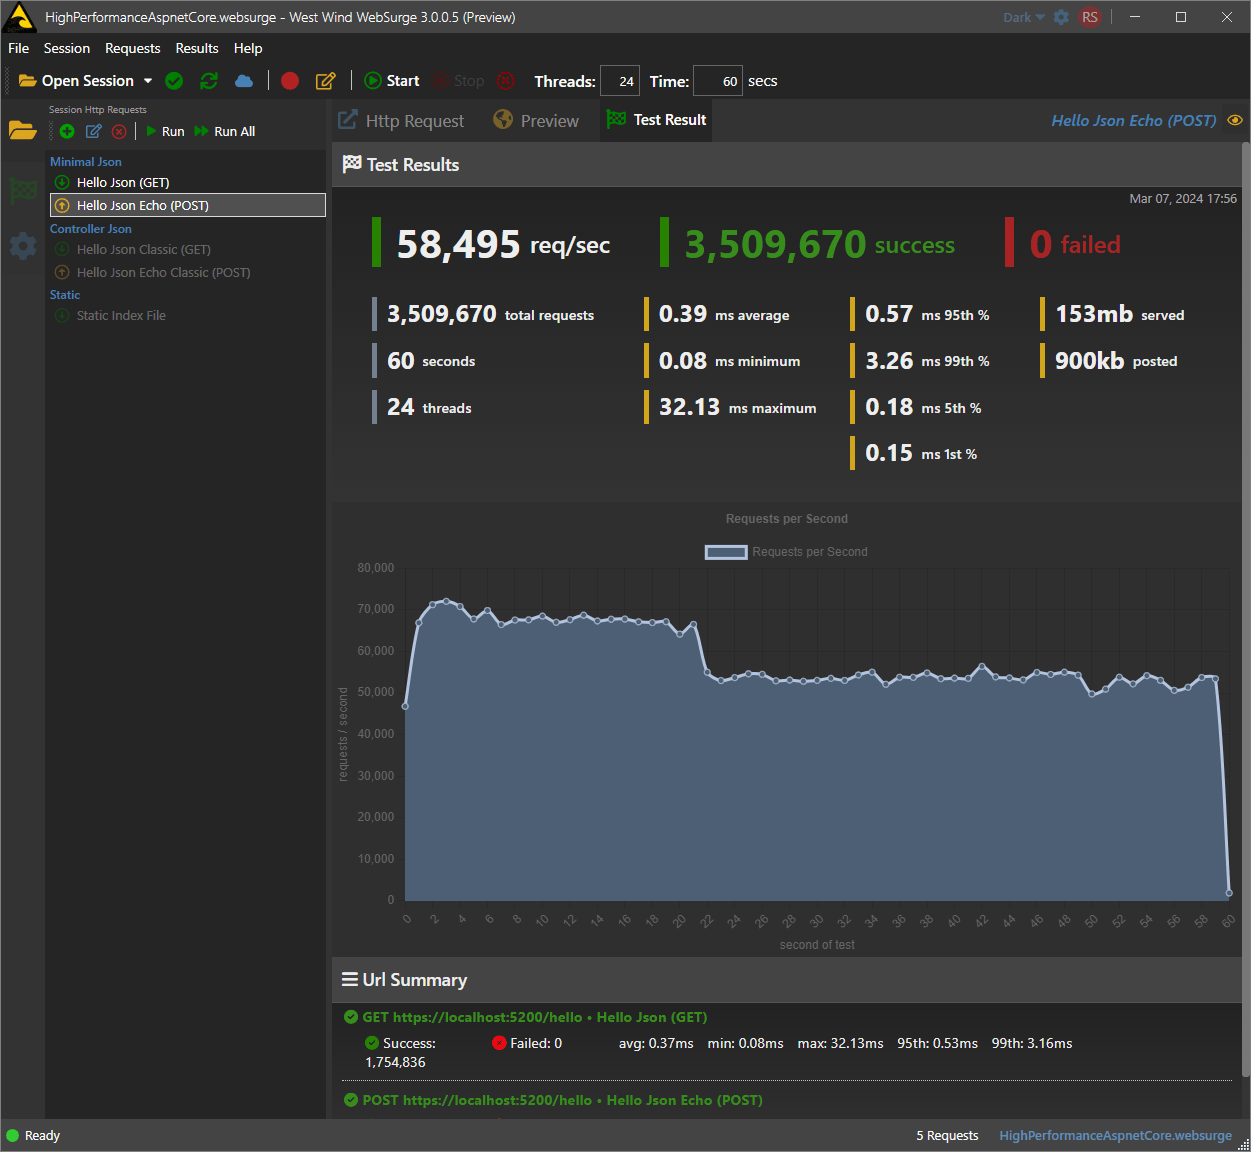 HighPerformanceAspnetCore.websurge - West Wind WebSurge 3.0.0.5 (Preview)
Dark
RS
File Session Requests Results Help
Open Session
Start
Stop
Threads: 24 Time: 60 secs
Session Http Requests
Run Run All
Minimal Json
Hello Json (GET)
Hello Json Echo (POST)
Controller Json
Hello Json Classic (GET)
Hello Json Echo Classic (POST)
Static
Static Index File
Http Request Preview Test Result
Hello Json Echo (POST)
Test Results
Mar 07, 2024 17:56
58,495 req/sec 3,509,670 success 0 failed
3,509,670 total requests 0.39 ms average 0.57 ms 95th % 153mb served
60 seconds 0.08 ms minimum 3.26 ms 99th % 900kb posted
24 threads 32.13 ms maximum 0.18 ms 5th %
0.15 ms 1st %
Requests per Second
Requests per Second
80,000
70,000
60,000
50,000
40,000
30,000
20,000
10,000
0
requests / second
0 2 4 6 8 10 12 14 16 18 20 22 24 26 28 30 32 34 36 38 40 42 44 46 48 50 52 54 56 58 60
second of test
Url Summary
GET https://localhost:5200/hello • Hello Json (GET)
Success: Failed: 0 avg: 0.37ms min: 0.08ms max: 32.13ms 95th: 0.53ms 99th: 3.16ms
1,754,836
POST https://localhost:5200/hello • Hello Json Echo (POST)
Ready
5 Requests HighPerformanceAspnetCore.websurge